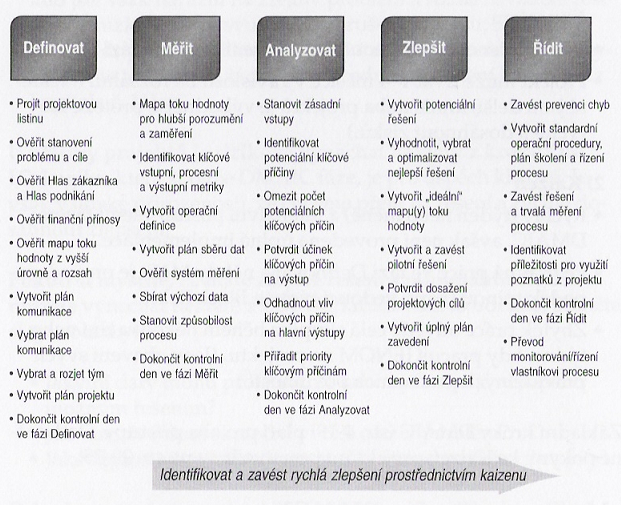 Definovat
Měřit
Analyzovat
Zlepšit
Řídit
• Projít projektovou
listinu
• Ověřit stanovení
problému a cíle
• Ověřit Hlas zákazníka
a Hlas podnikání
• Ověřit finanční přínosy
• Ověřit mapu toku
hodnoty z vyšší
úrovně a rozsah
• Vytvořit plán
komunikace
• Vybrat plán
komunikace
• Vybrat a rozjet tým
• Vytvořit plán projektu
• Dokončit kontrolní den
ve fázi Definovat
• Mapa toku hodnoty
pro hlubší porozumění
a zaměření
• Identifikovat klíčové
vstupní, procesní
a výstupní metriky
• Vytvořit operační
definice
• Vytvořit plán sběru dat
• Ověřit systém měření
• Sbírat výchozí data
• Stanovit způsobilost
procesu
• Dokončit kontrolní
den ve fázi Měřit
• Stanovit zásadní
vstupy
• Identifikovat
potenciální klíčové
příčiny
• Omezit počet
potenciálních
klíčových příčin
• Potvrdit účinek
klíčových příčin
na výstup
• Odhadnout vliv
klíčových příčin
na hlavní výstupy
• Přiřadit priority
klíčovým příčinám
• Dokončit kontrolní
den ve fázi Analyzovat
• Vytvořit potenciální
řešení
• Vyhodnotit, vybrat
a optimalizovat
nejlepší řešení
• Vytvořit „ideální"
mapu(y) toku
hodnoty
• Vytvořit a zavést
pilotní řešení
• Potvrdit dosažení
projektových cílů
• Vytvořit úplný plán
zavedení
• Dokončit kontrolní
den ve fázi Zlepšit
• Zavést prevenci chyb
• Vytvořit standardní
operační procedury,
plán školení a řízení
procesu
• Zavést řešení
a trvalá měření
procesu
• Identifikovat
příležitosti pro využití
poznatků z projektu
• Dokončit kontrolní
den ve fázi Řídit
• Převod
monitorování/řízení
vlastníkovi procesu
Identifikovat a zavést rychlá zlepšení prostřednictvím kaizenu